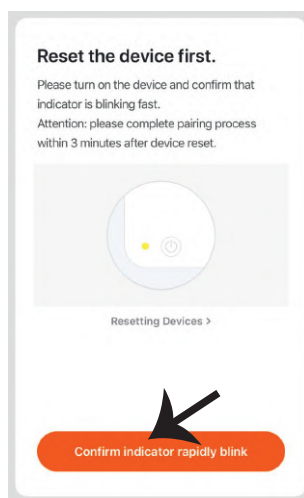 Reset the device first.
Please turn on the device and confirm that
indicator is blinking fast.
Attention: please complete pairing process
within 3 minutes after device reset.
Resetting Devices >
Confirm indicator rapidly blink